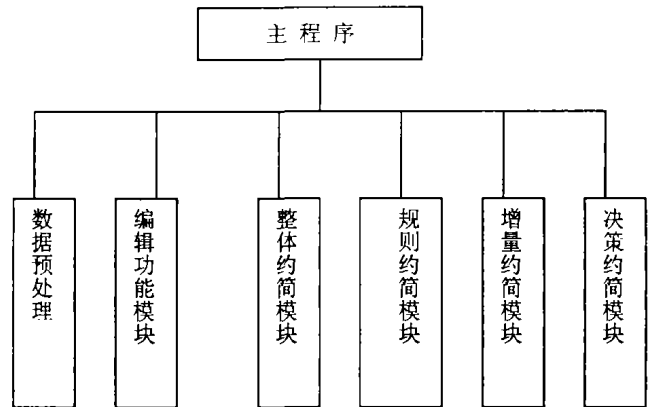 主程序
数据预处理
编辑功能模块
整体约简模块
规则约简模块
增量约简模块
决策约简模块